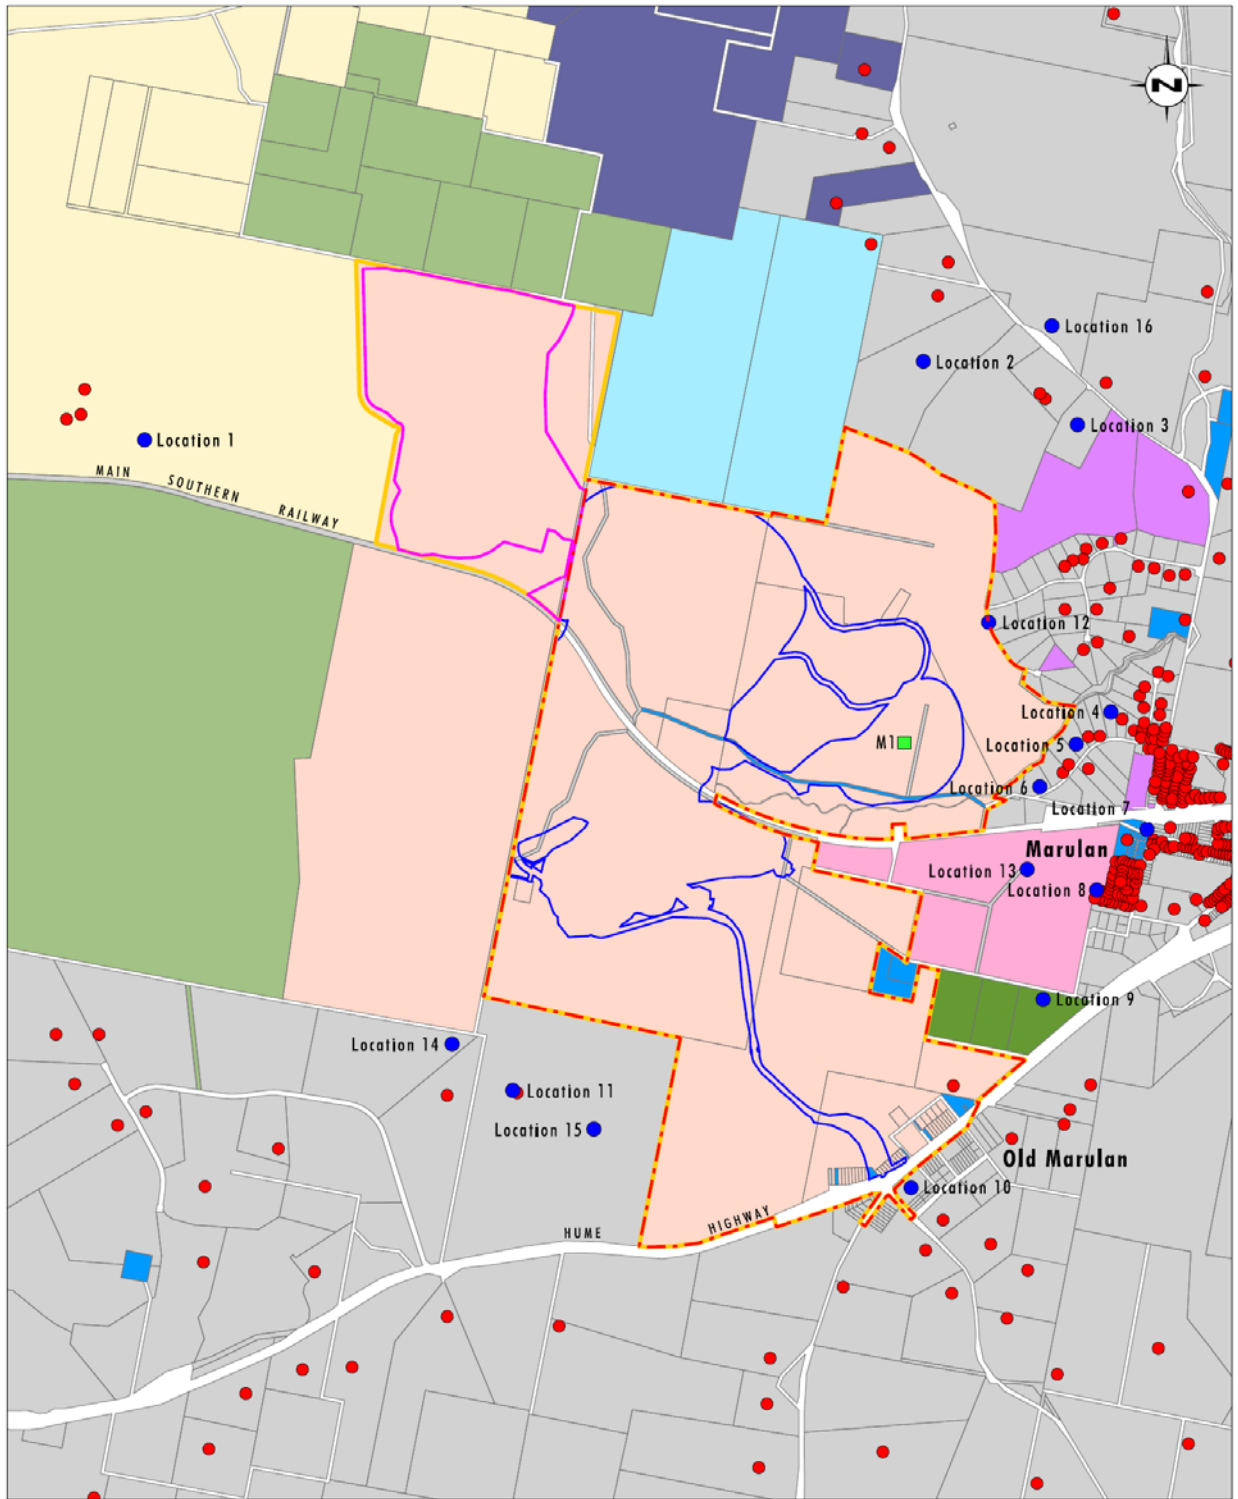 N
Location 16
Location 2
Location 3
Location 1
MAIN SOUTHERN RAILWAY
Location 12
Location 4
M1
Location 5
Location 6
Location 7
Marulan
Location 13
Location 8
Location 9
Location 14
Location 11
Location 15
Old Marulan
Location 10
HUME HIGHWAY